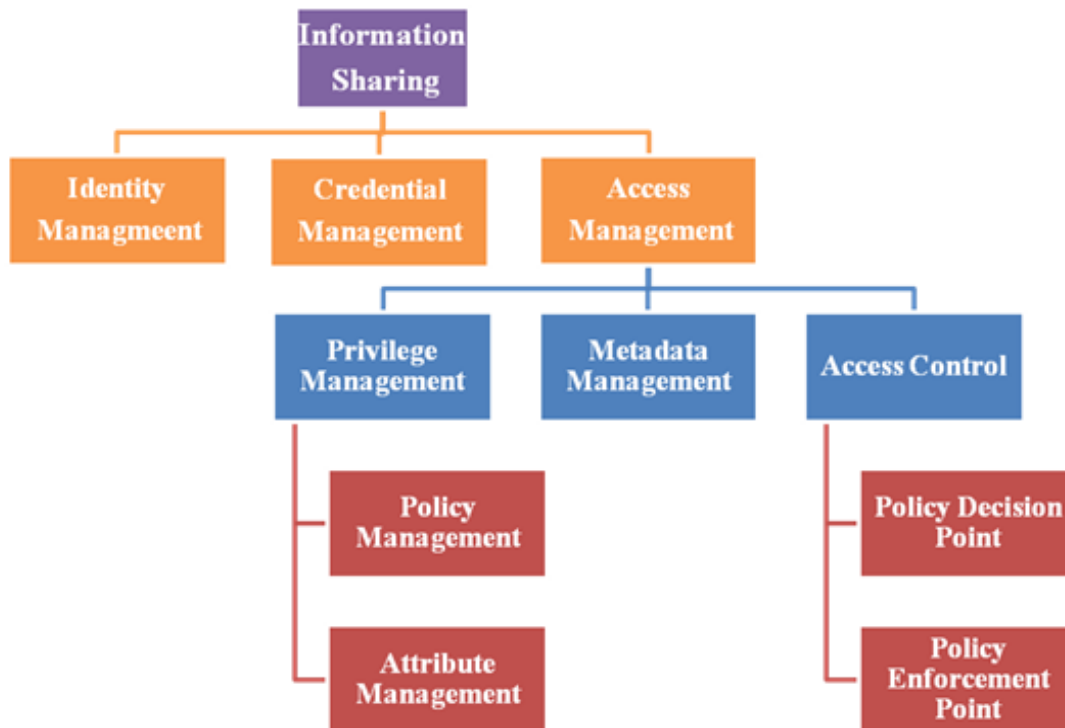 Information
Sharing
Identity
Managmeent
Credential
Management
Access
Management
Privilege
Management
Metadata
Management
Access Control
Policy
Management
Attribute
Management
Policy Decision
Point
Policy
Enforcement
Point